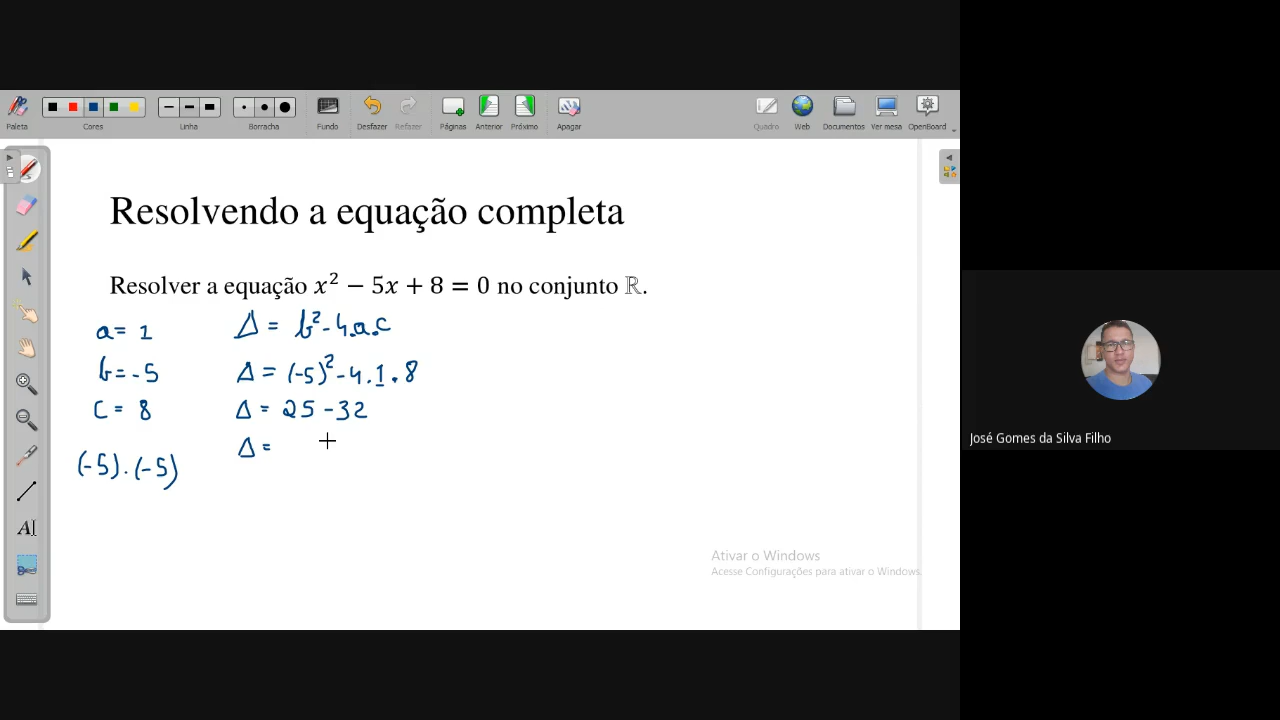 Paleta Cores Linha Borracha Fundo Desfazer Refazer Páginas Anterior Próximo Apagar Quadro Web Documentos Ver mesa OpenBoard
Resolvendo a equação completa
Resolver a equação x² − 5x + 8 = 0 no conjunto ℝ.
a = 1
Δ = b² - 4.a.c
b = -5
Δ = (-5)² - 4.1.8
c = 8
Δ = 25 - 32
Δ =
(-5).(-5)
José Gomes da Silva Filho
AI
Ativar o Windows
Acesse Configurações para ativar o Windows.